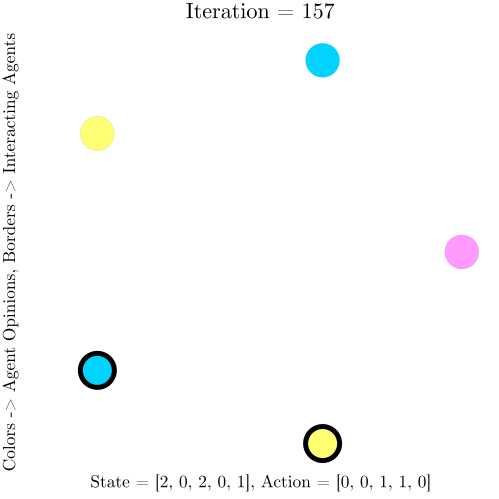 Iteration = 157
Colors -> Agent Opinions, Borders -> Interacting Agents
State = [2, 0, 2, 0, 1], Action = [0, 0, 1, 1, 0]